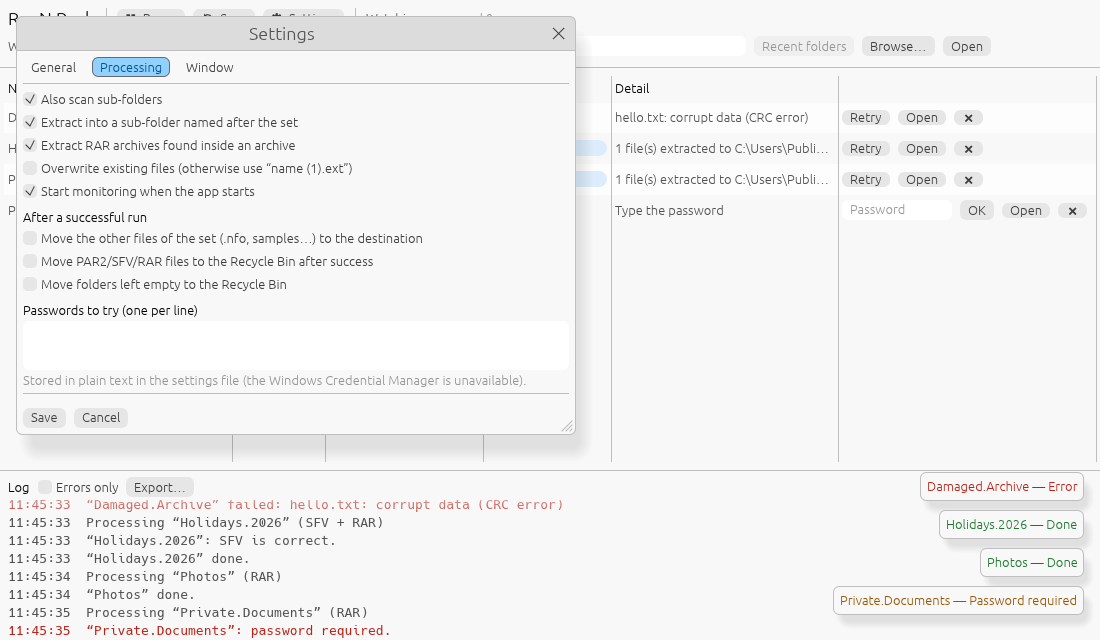 Settings
General Processing Window
Also scan sub-folders
Extract into a sub-folder named after the set
Extract RAR archives found inside an archive
Overwrite existing files (otherwise use “name (1).ext”)
Start monitoring when the app starts
After a successful run
Move the other files of the set (.nfo, samples…) to the destination
Move PAR2/SFV/RAR files to the Recycle Bin after success
Move folders left empty to the Recycle Bin
Passwords to try (one per line)
Stored in plain text in the settings file (the Windows Credential Manager is unavailable).
Save Cancel
Recent folders Browse… Open
Detail
hello.txt: corrupt data (CRC error) Retry Open
1 file(s) extracted to C:\Users\Publi… Retry Open
1 file(s) extracted to C:\Users\Publi… Retry Open
Type the password Password OK Open
Log Errors only Export…
11:45:33 “Damaged.Archive” failed: hello.txt: corrupt data (CRC error)
11:45:33 Processing “Holidays.2026” (SFV + RAR)
11:45:33 “Holidays.2026”: SFV is correct.
11:45:33 “Holidays.2026” done.
11:45:34 Processing “Photos” (RAR)
11:45:34 “Photos” done.
11:45:35 Processing “Private.Documents” (RAR)
11:45:35 “Private.Documents”: password required.
Damaged.Archive — Error
Holidays.2026 — Done
Photos — Done
Private.Documents — Password required